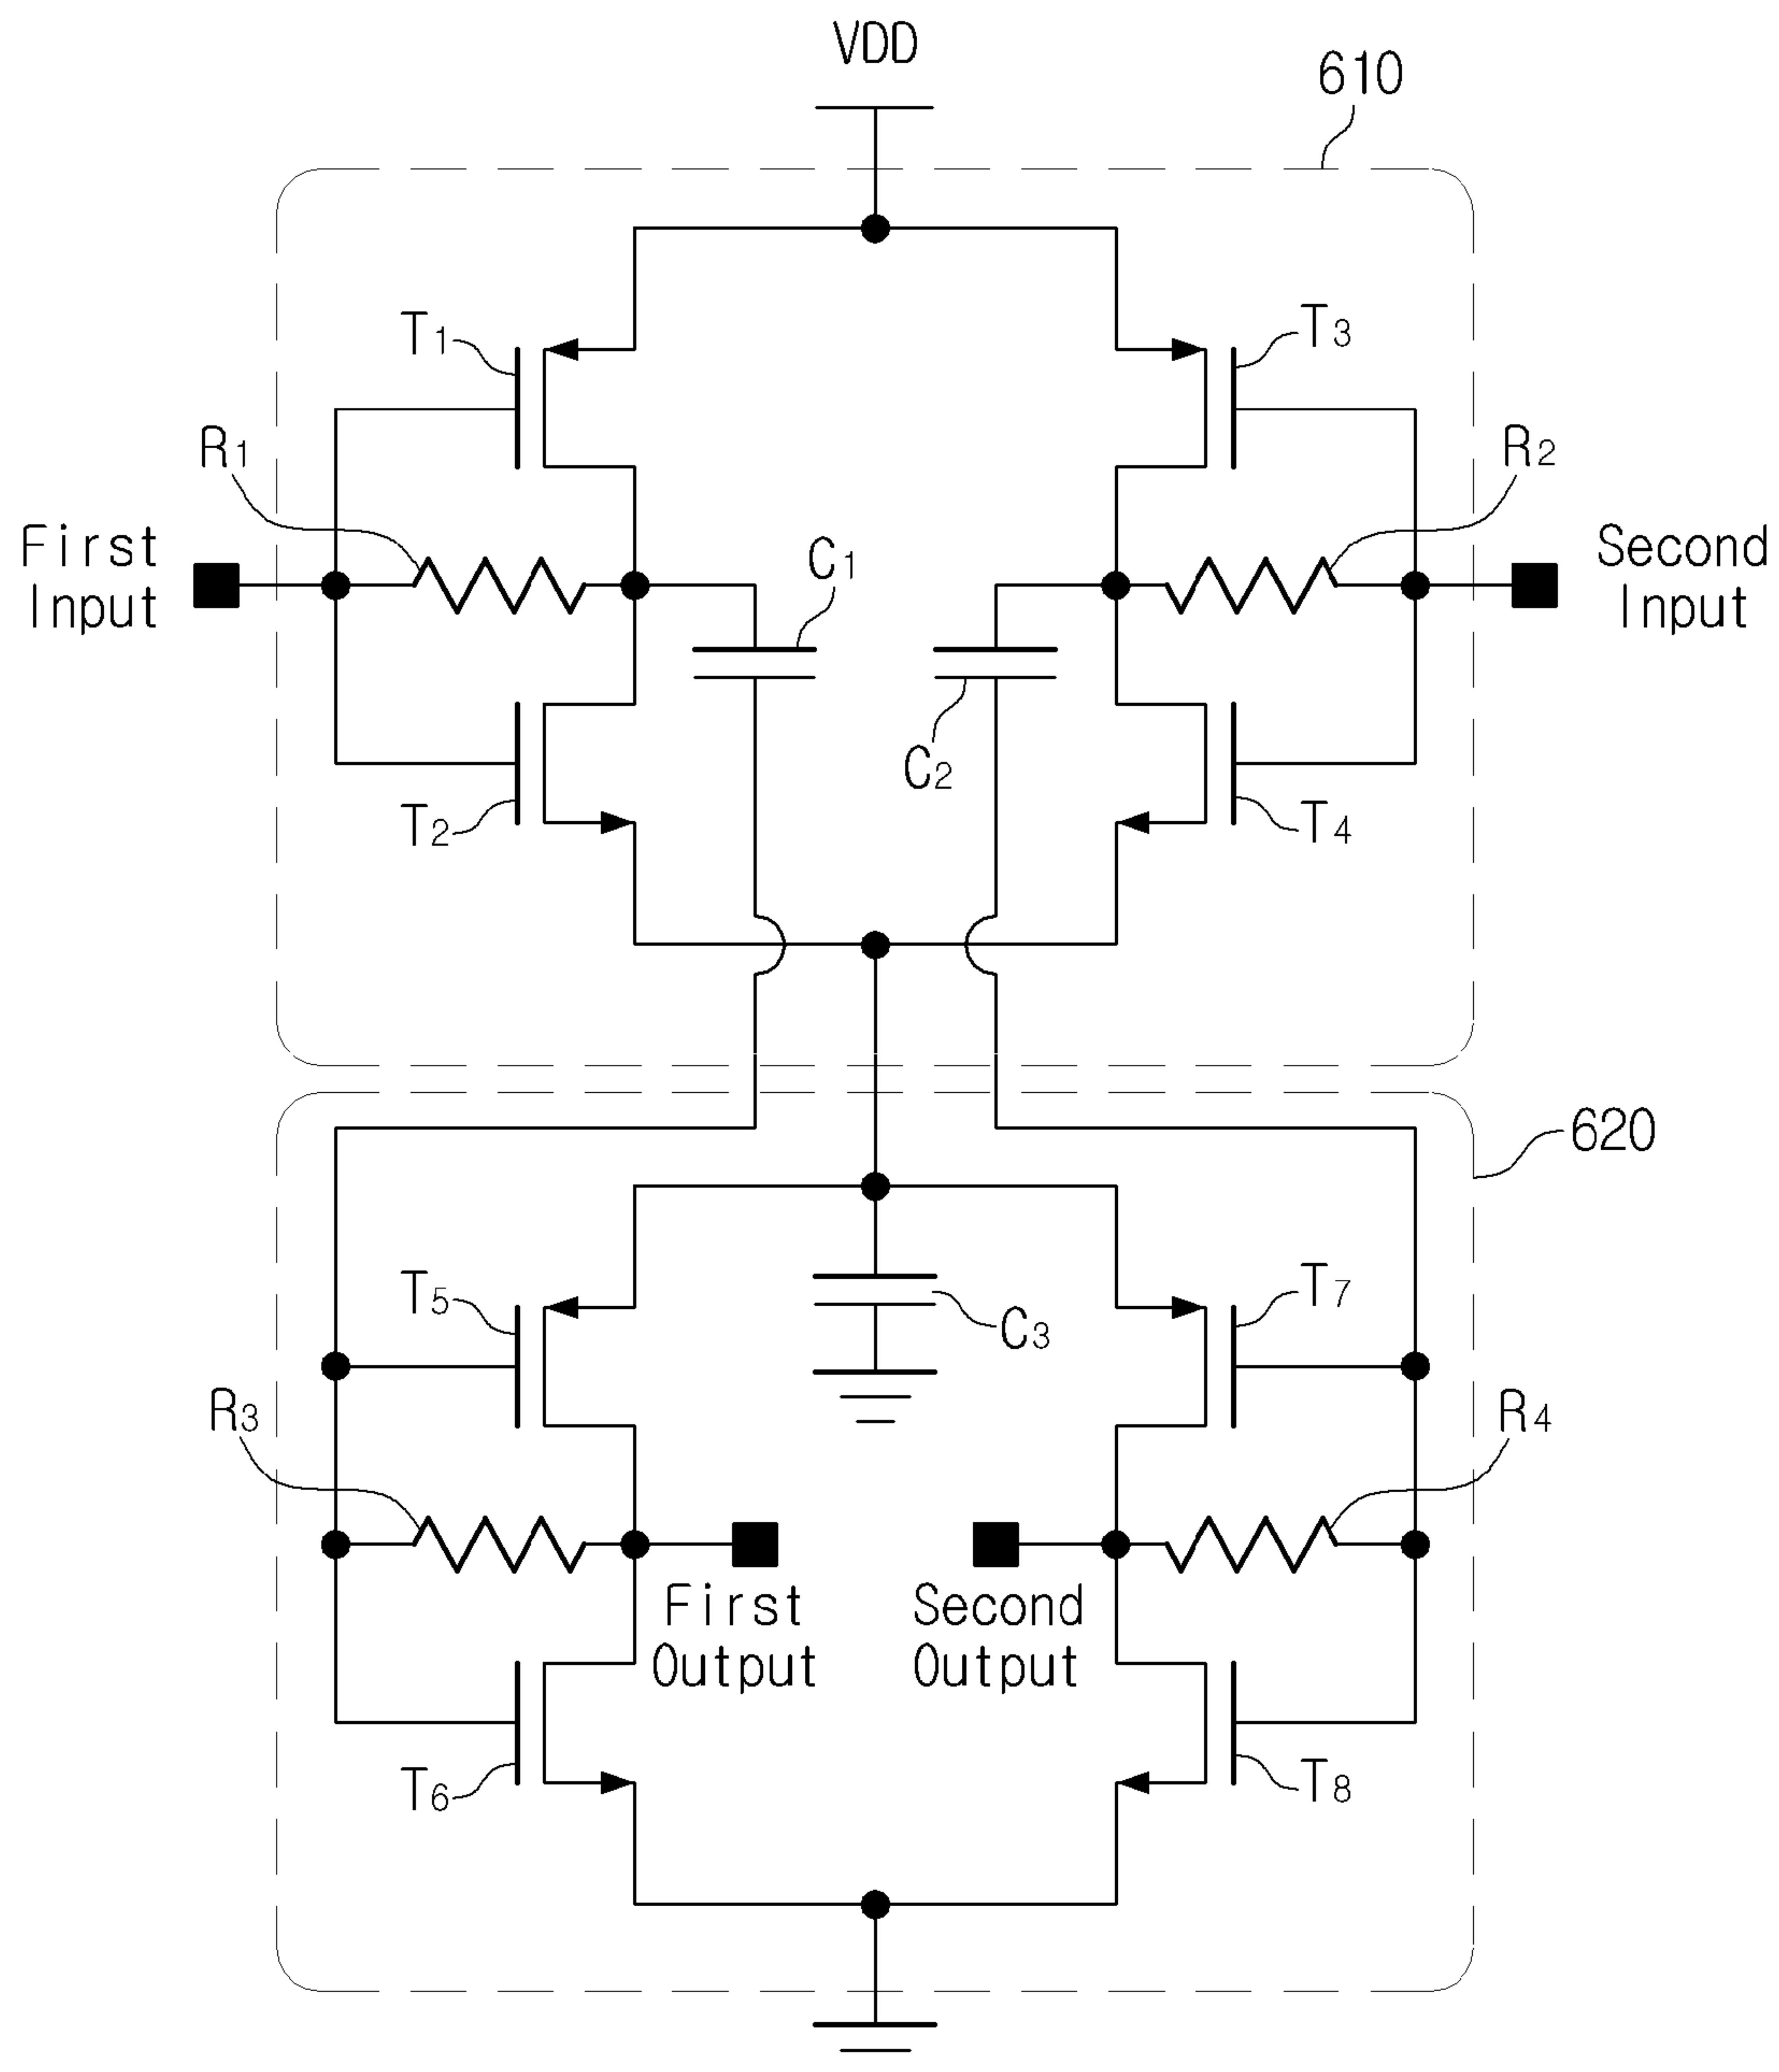 VDD
610
T1
T3
R1
R2
First
Input
C1
Second
Input
C2
T2
T4
620
T5
T7
C3
R3
R4
First
Output
Second
Output
T6
T8